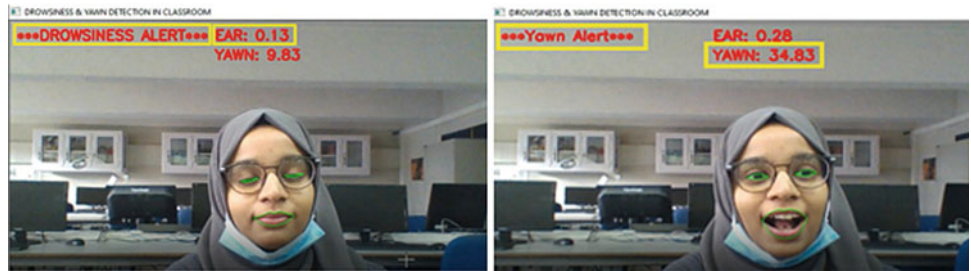 DROWSINESS & YAWN DETECTION IN CLASSROOM
***DROWSINESS ALERT*** EAR: 0.13
YAWN: 9.83
DROWSINESS & YAWN DETECTION IN CLASSROOM
***Yawn Alert*** EAR: 0.28
YAWN: 34.83